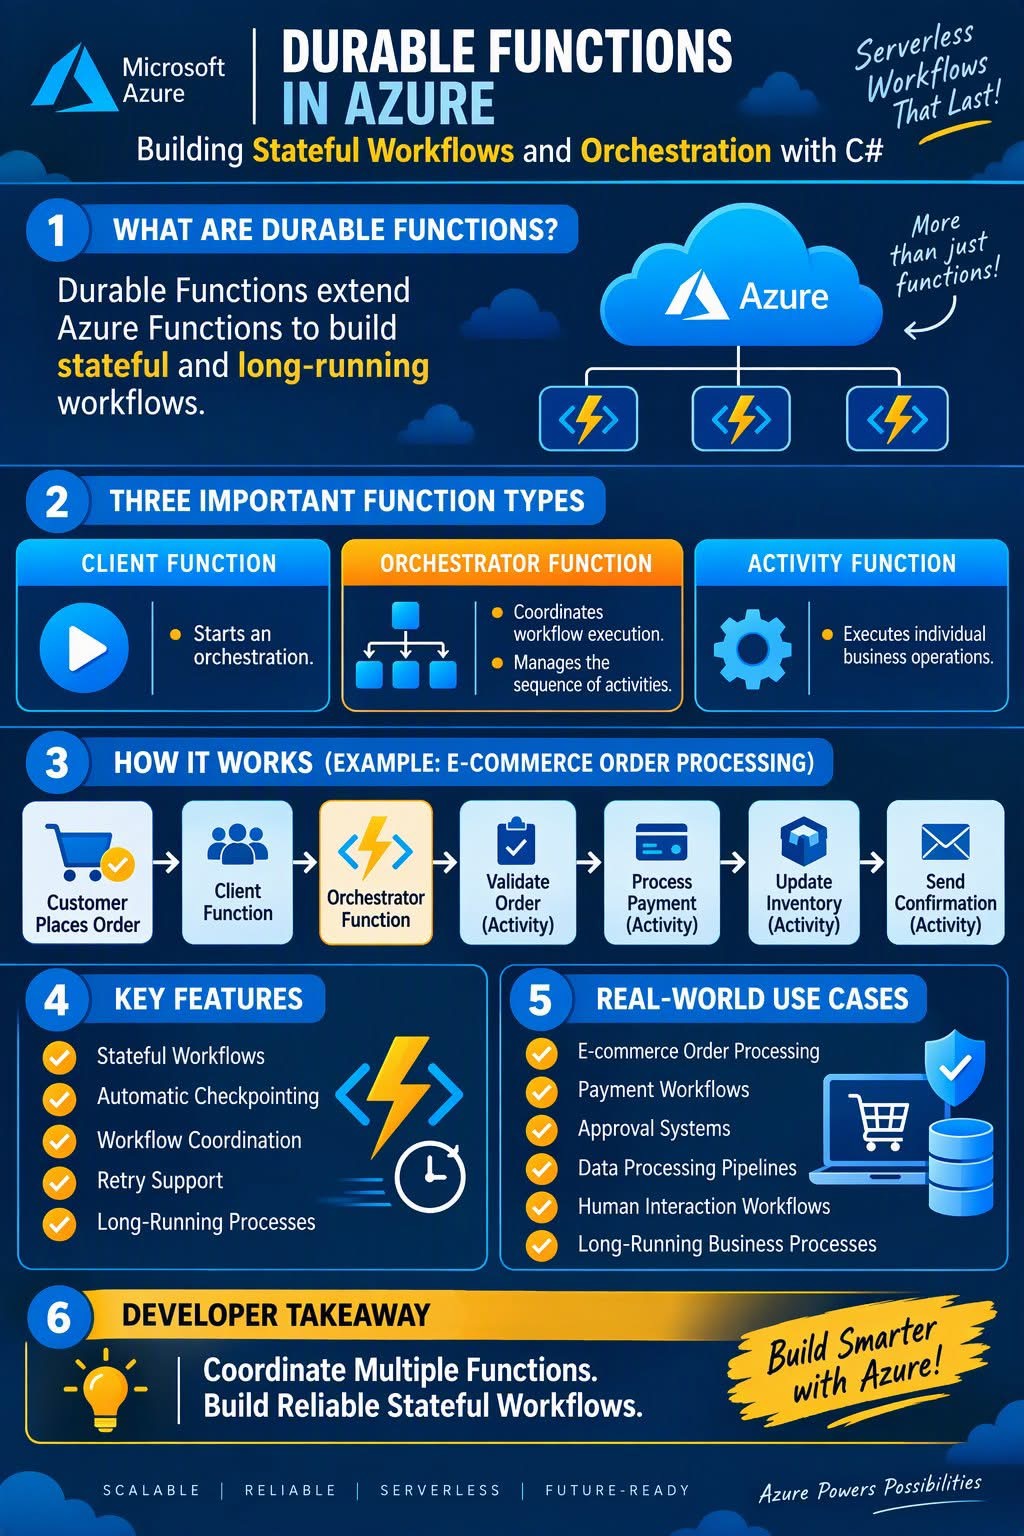 Microsoft
Azure
DURABLE FUNCTIONS
IN AZURE
Building Stateful Workflows and Orchestration with C#
Serverless
Workflows
That Last!
1
WHAT ARE DURABLE FUNCTIONS?
Durable Functions extend
Azure Functions to build
stateful and long-running
workflows.
Azure
More
than just
functions!
2
THREE IMPORTANT FUNCTION TYPES
CLIENT FUNCTION
Starts an
orchestration.
ORCHESTRATOR FUNCTION
Coordinates
workflow execution.
Manages the
sequence of activities.
ACTIVITY FUNCTION
Executes individual
business operations.
3
HOW IT WORKS (EXAMPLE: E-COMMERCE ORDER PROCESSING)
Customer
Places Order
Client
Function
Orchestrator
Function
Validate
Order
(Activity)
Process
Payment
(Activity)
Update
Inventory
(Activity)
Send
Confirmation
(Activity)
4
KEY FEATURES
Stateful Workflows
Automatic Checkpointing
Workflow Coordination
Retry Support
Long-Running Processes
5
REAL-WORLD USE CASES
E-commerce Order Processing
Payment Workflows
Approval Systems
Data Processing Pipelines
Human Interaction Workflows
Long-Running Business Processes
6
DEVELOPER TAKEAWAY
Coordinate Multiple Functions.
Build Reliable Stateful Workflows.
Build Smarter
with Azure!
SCALABLE | RELIABLE | SERVERLESS | FUTURE-READY
Azure Powers Possibilities